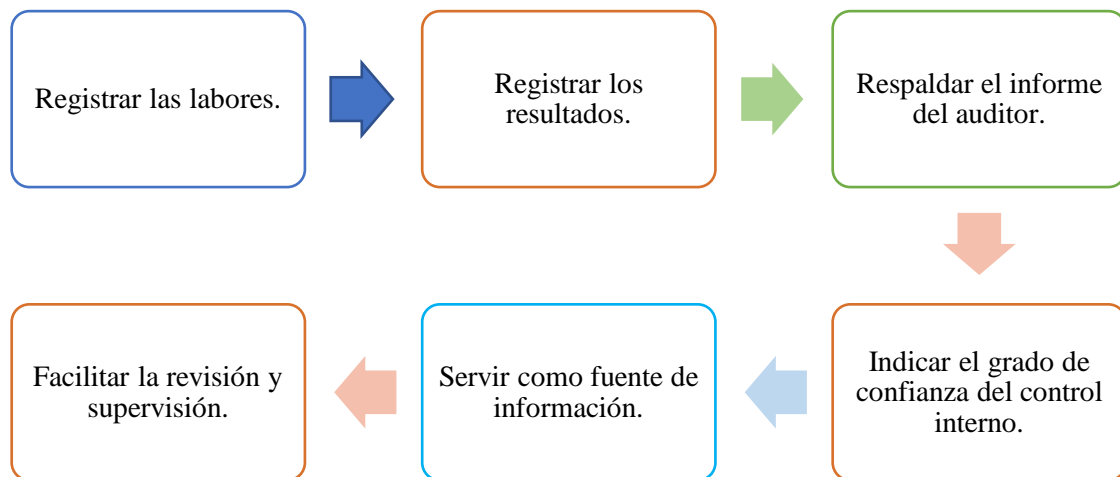 Registrar las labores.
Registrar los
resultados.
Respaldar el informe
del auditor.
Indicar el grado de
confianza del control
interno.
Servir como fuente de
información.
Facilitar la revisión y
supervisión.